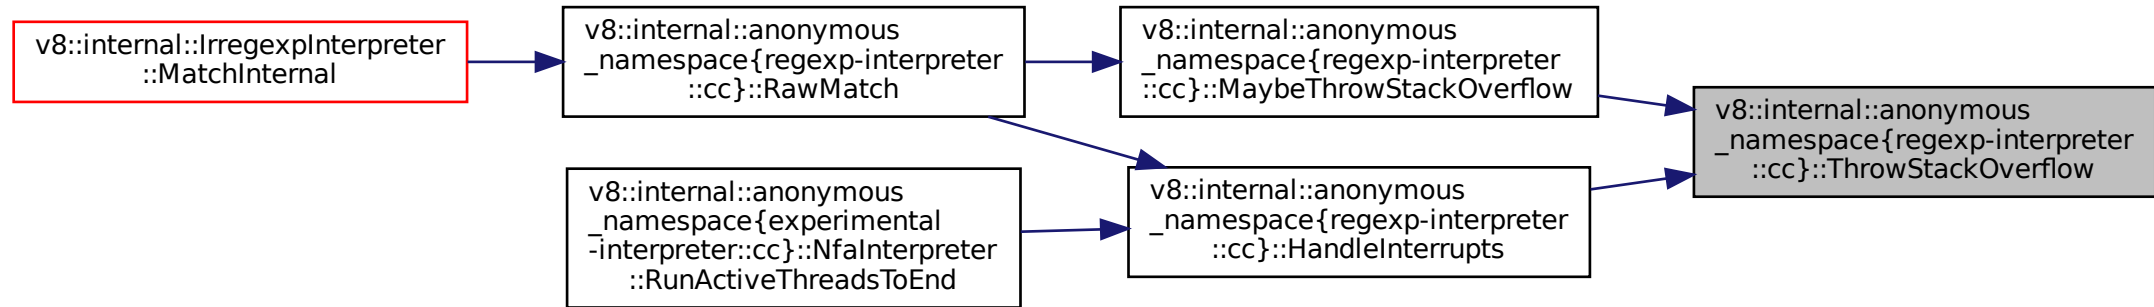 v8::internal::IrregexpInterpreter
::MatchInternal
v8::internal::anonymous
_namespace{regexp-interpreter
::cc}::RawMatch
v8::internal::anonymous
_namespace{regexp-interpreter
::cc}::MaybeThrowStackOverflow
v8::internal::anonymous
_namespace{regexp-interpreter
::cc}::ThrowStackOverflow
v8::internal::anonymous
_namespace{experimental
-interpreter::cc}::NfaInterpreter
::RunActiveThreadsToEnd
v8::internal::anonymous
_namespace{regexp-interpreter
::cc}::HandleInterrupts